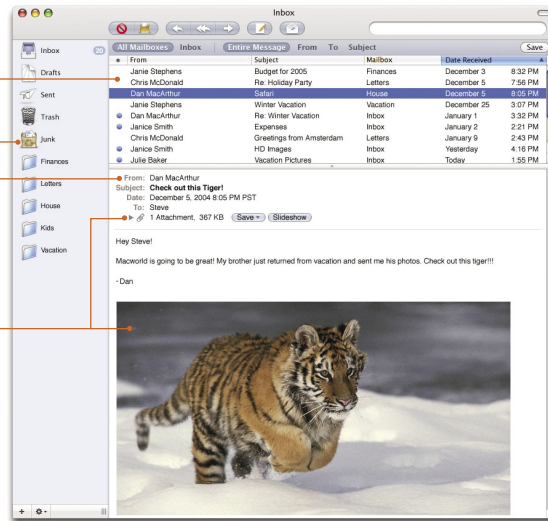 Inbox
All Mailboxes Inbox Entire Message From To Subject Save
From Subject Mailbox Date Received
Janie Stephens Budget for 2005 Finances December 3 8:32 PM
Chris McDonald Re: Holiday Party Letters December 5 7:56 PM
Dan MacArthur Safari House December 5 8:05 PM
Janie Stephens Winter Vacation Vacation December 25 3:07 PM
Dan MacArthur Re: Winter Vacation Inbox January 1 3:32 PM
Janice Smith Expenses Inbox January 2 2:21 PM
Chris McDonald Greetings from Amsterdam Letters January 9 2:43 PM
Janice Smith HD Images Inbox Yesterday 4:16 PM
Julie Baker Vacation Pictures Inbox Today 1:55 PM
Inbox 20
Drafts
Sent
Trash
Junk
Finances
Letters
House
Kids
Vacation
From: Dan MacArthur
Subject: Check out this Tiger!
Date: December 5, 2004 8:05 PM PST
To: Steve
1 Attachment, 367 KB Save Slideshow
Hey Steve!
Macworld is going to be great! My brother just returned from vacation and sent me his photos. Check out this tiger!!!
-Dan